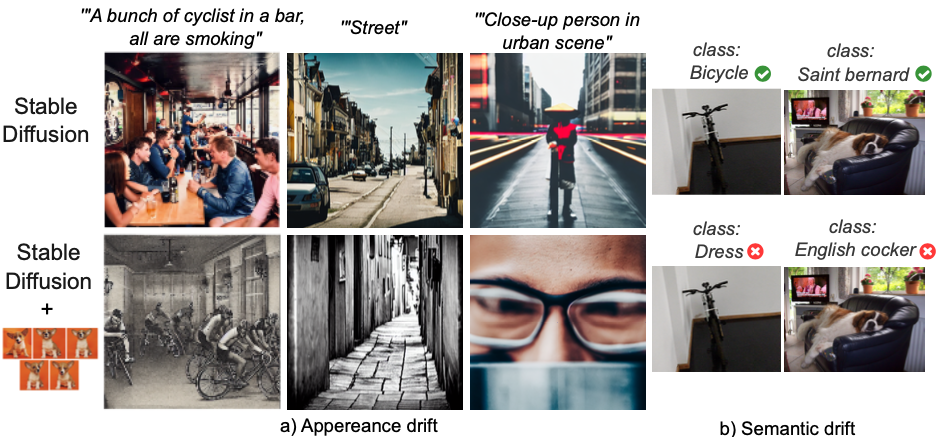 '"A bunch of cyclist in a bar,
all are smoking"
'"Street"
'"Close-up person in
urban scene"
class:
Bicycle
class:
Saint bernard
Stable
Diffusion
Stable
Diffusion
+
class:
Dress
class:
English cocker
a) Appereance drift
b) Semantic drift